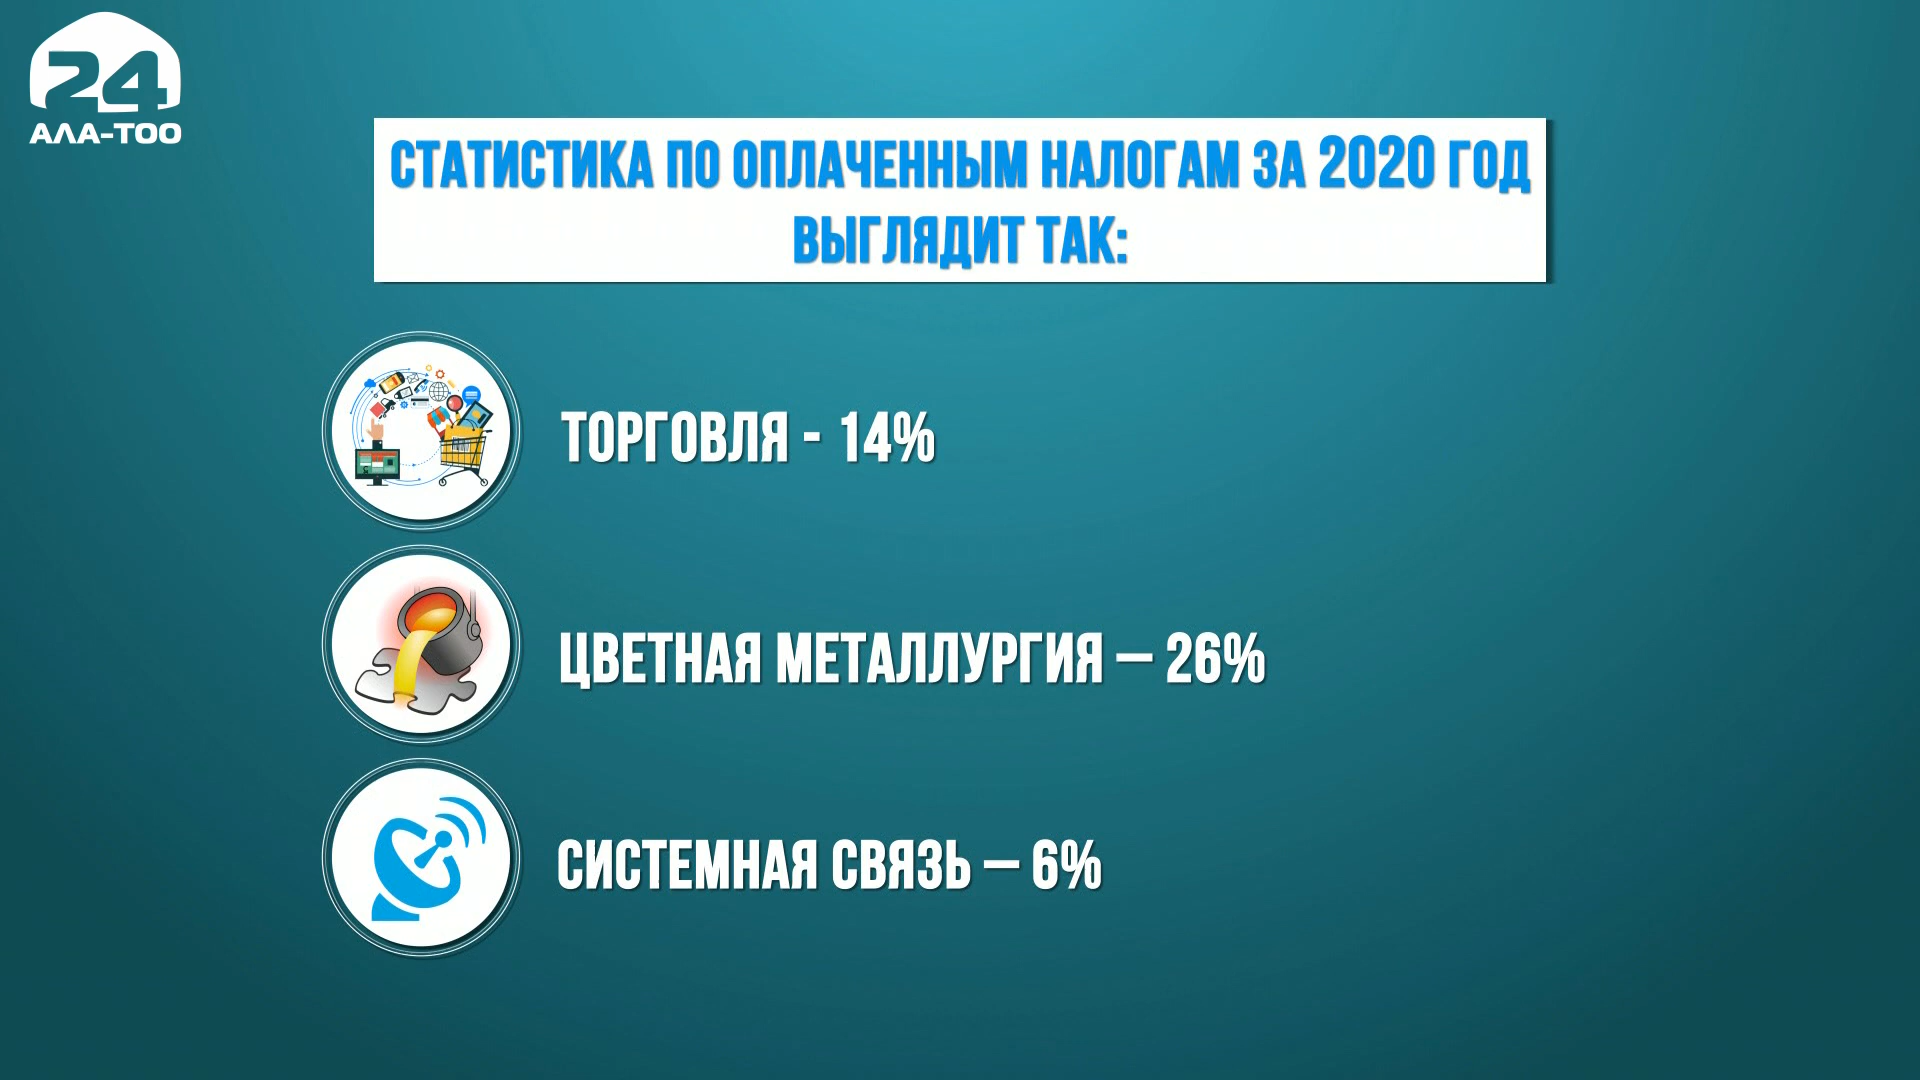 24
АЛА-ТОО
СТАТИСТИКА ПО ОПЛАЧЕННЫМ НАЛОГАМ ЗА 2020 ГОД
ВЫГЛЯДИТ ТАК:
ТОРГОВЛЯ - 14%
ЦВЕТНАЯ МЕТАЛЛУРГИЯ – 26%
СИСТЕМНАЯ СВЯЗЬ – 6%